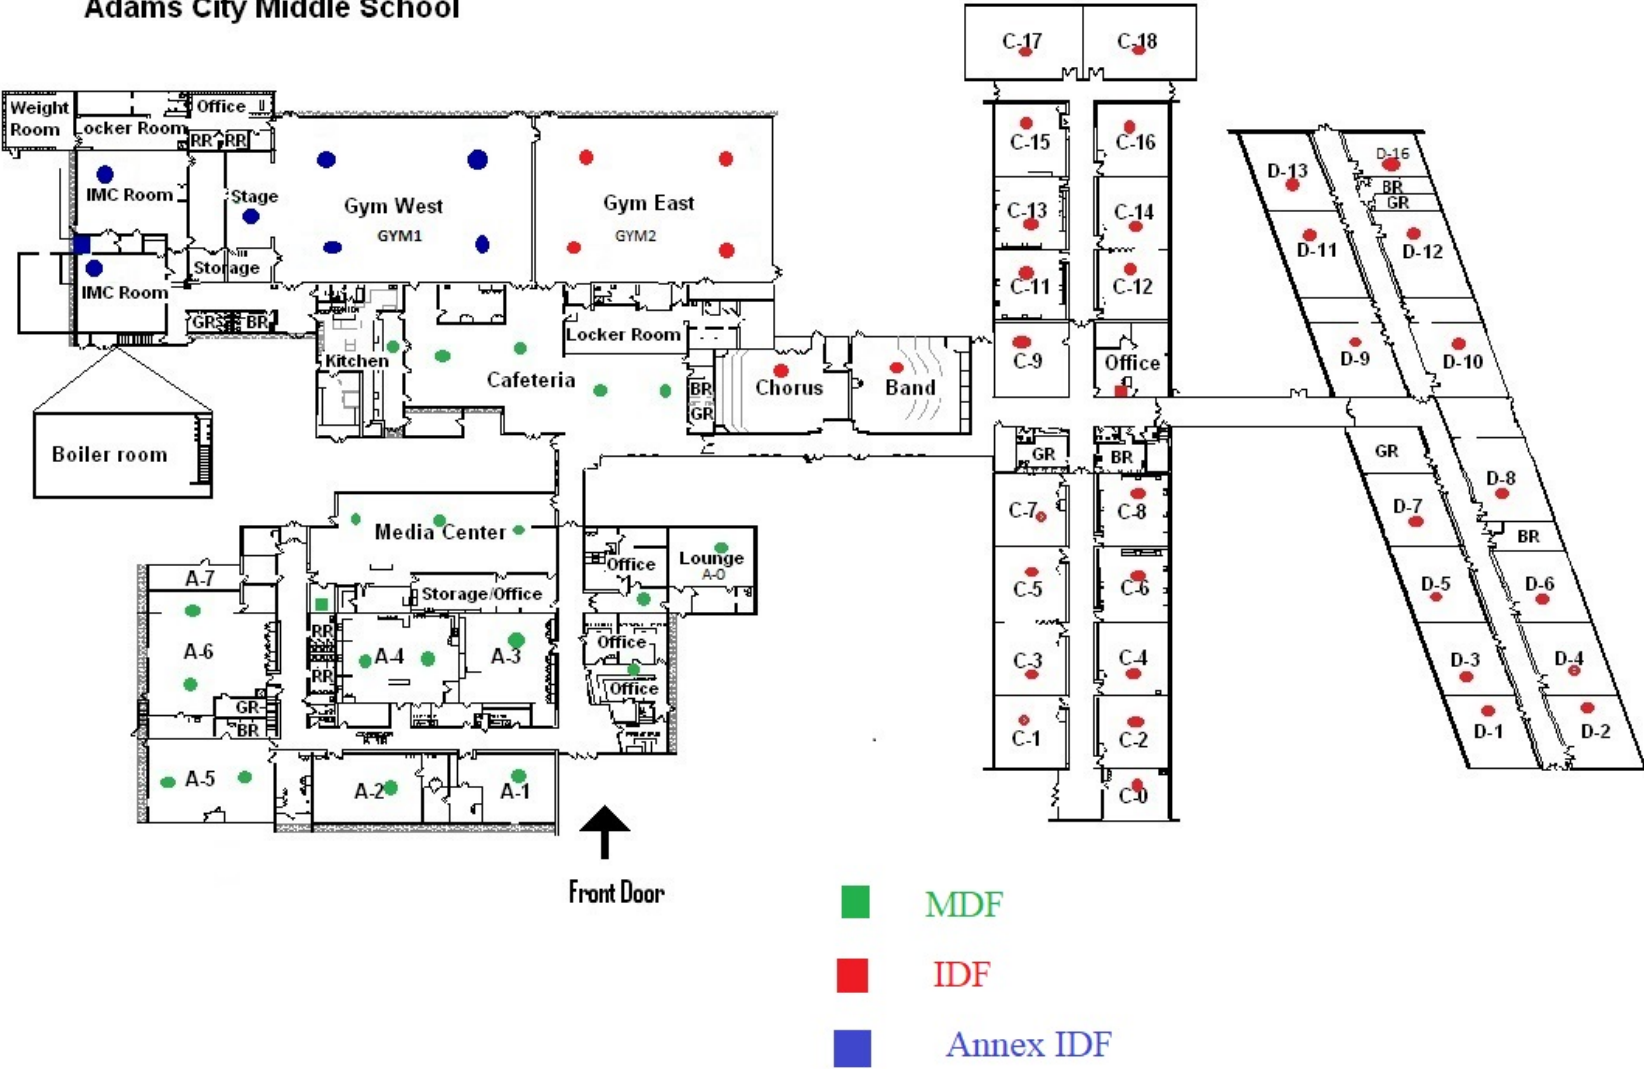 Adams City Middle School
C-17
C-18
Weight
Room
Office
ocker Room
RR
RR
C-15
C-16
D-13
D-16
BR
GR
IMC Room
Stage
Gym West
GYM1
Gym East
GYM2
C-13
C-14
D-11
D-12
Storage
IMC Room
C-11
C-12
GR
BR
Locker Room
Kitchen
Cafeteria
BR
GR
Chorus
Band
C-9
Office
D-9
D-10
Boiler room
GR
BR
GR
D-8
Media Center
C-7
C-8
D-7
BR
Office
Lounge
A-0
A-7
Storage/Office
C-5
C-6
D-5
D-6
RR
A-6
A-4
A-3
Office
RR
Office
C-3
C-4
D-3
D-4
GR
BR
C-1
C-2
D-1
D-2
A-5
A-2
A-1
C-0
Front Door
MDF
IDF
Annex IDF